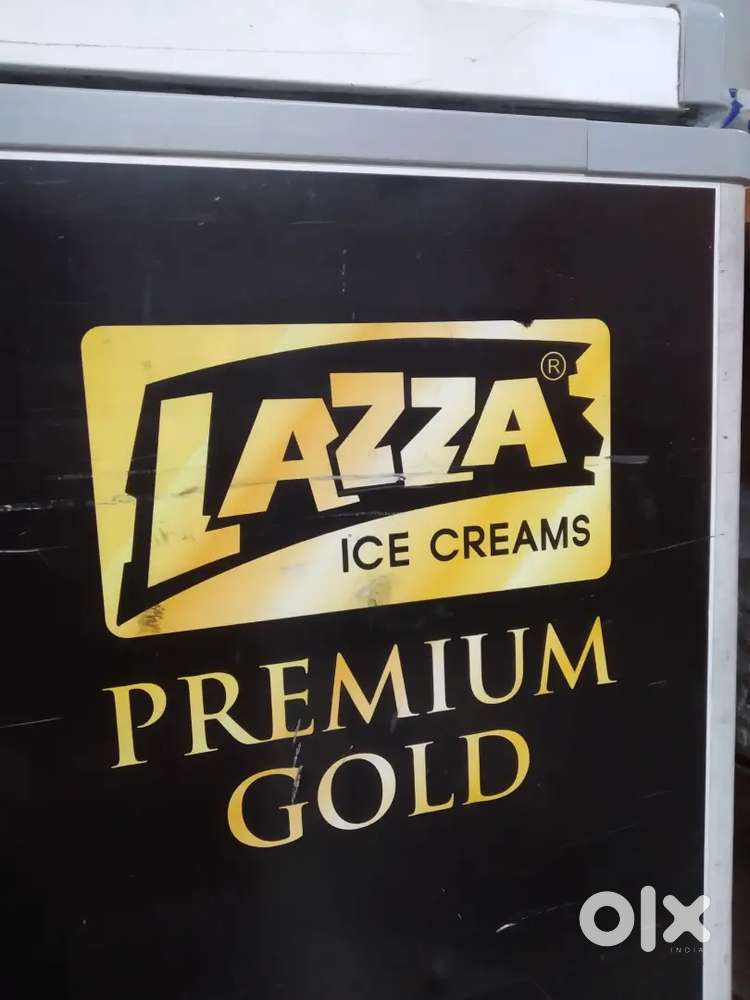 LAZZA®
ICE CREAMS
PREMIUM
GOLD
olx
INDIA